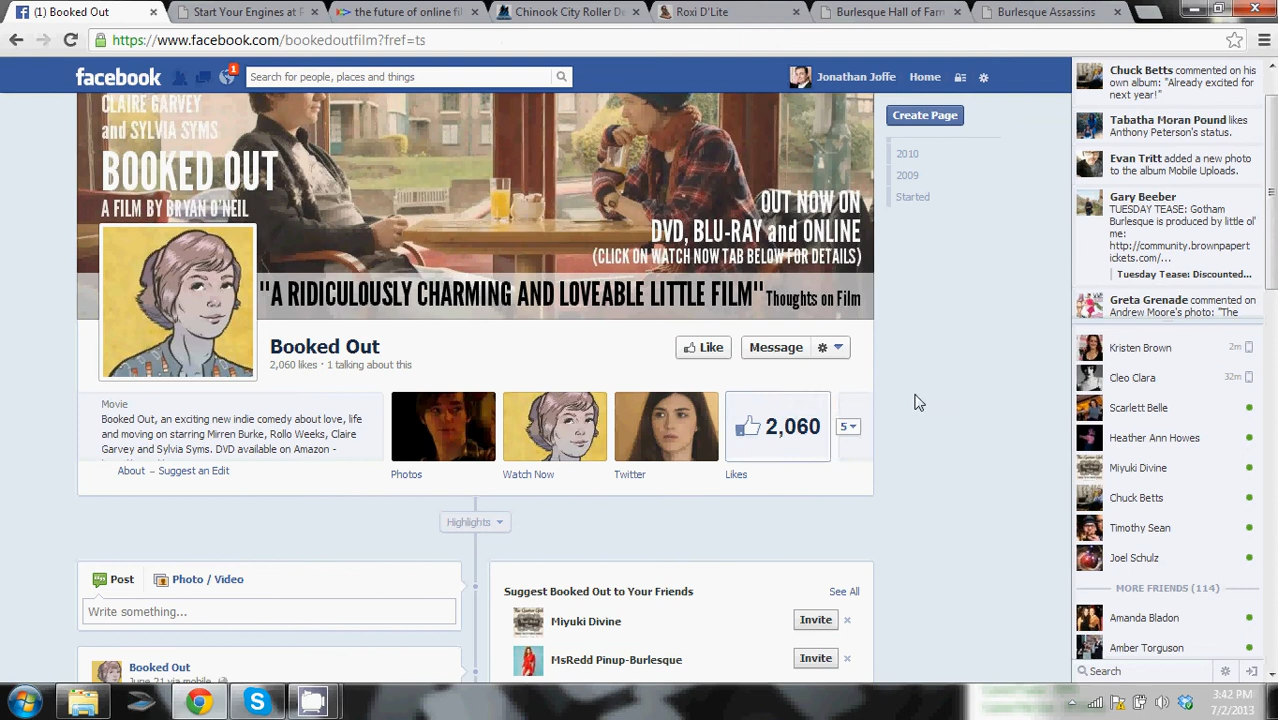 (1) Booked Out
Start Your Engines at
the future of online fil
Chinook City Roller De
Roxi D'Lite
Burlesque Hall of Fam
Burlesque Assassins
https://www.facebook.com/bookedoutfilm?fref=ts
facebook
1
Search for people, places and things
Jonathan Joffe
Home
CLAIRE GARVEY
and SYLVIA SYMS
BOOKED OUT
A FILM BY BRYAN O'NEIL
OUT NOW ON
DVD, BLU-RAY and ONLINE
(CLICK ON WATCH NOW TAB BELOW FOR DETAILS)
"A RIDICULOUSLY CHARMING AND LOVEABLE LITTLE FILM" Thoughts on Film
Create Page
2010
2009
Started
Booked Out
2,060 likes · 1 talking about this
Like
Message
Movie
Booked Out, an exciting new indie comedy about love, life
and moving on starring Mirren Burke, Rollo Weeks, Claire
Garvey and Sylvia Syms. DVD available on Amazon -
About – Suggest an Edit
Photos
Watch Now
Twitter
2,060
Likes
5
Highlights
Post
Photo / Video
Write something...
Booked Out
June 21 via mobile
Suggest Booked Out to Your Friends
See All
Miyuki Divine
Invite
MsRedd Pinup-Burlesque
Invite
Chuck Betts commented on his
own album: "Already excited for
next year!"
Tabatha Moran Pound likes
Anthony Peterson's status.
Evan Tritt added a new photo
to the album Mobile Uploads.
Gary Beeber
TUESDAY TEASE: Gotham
Burlesque is produced by little ol'
me:
http://community.brownpapert
ickets.com/...
Tuesday Tease: Discounted...
Greta Grenade commented on
Andrew Moore's photo: "The
Kristen Brown
2m
Cleo Clara
32m
Scarlett Belle
Heather Ann Howes
Miyuki Divine
Chuck Betts
Timothy Sean
Joel Schulz
MORE FRIENDS (114)
Amanda Bladon
Amber Torguson
Search
3:42 PM
7/2/2013